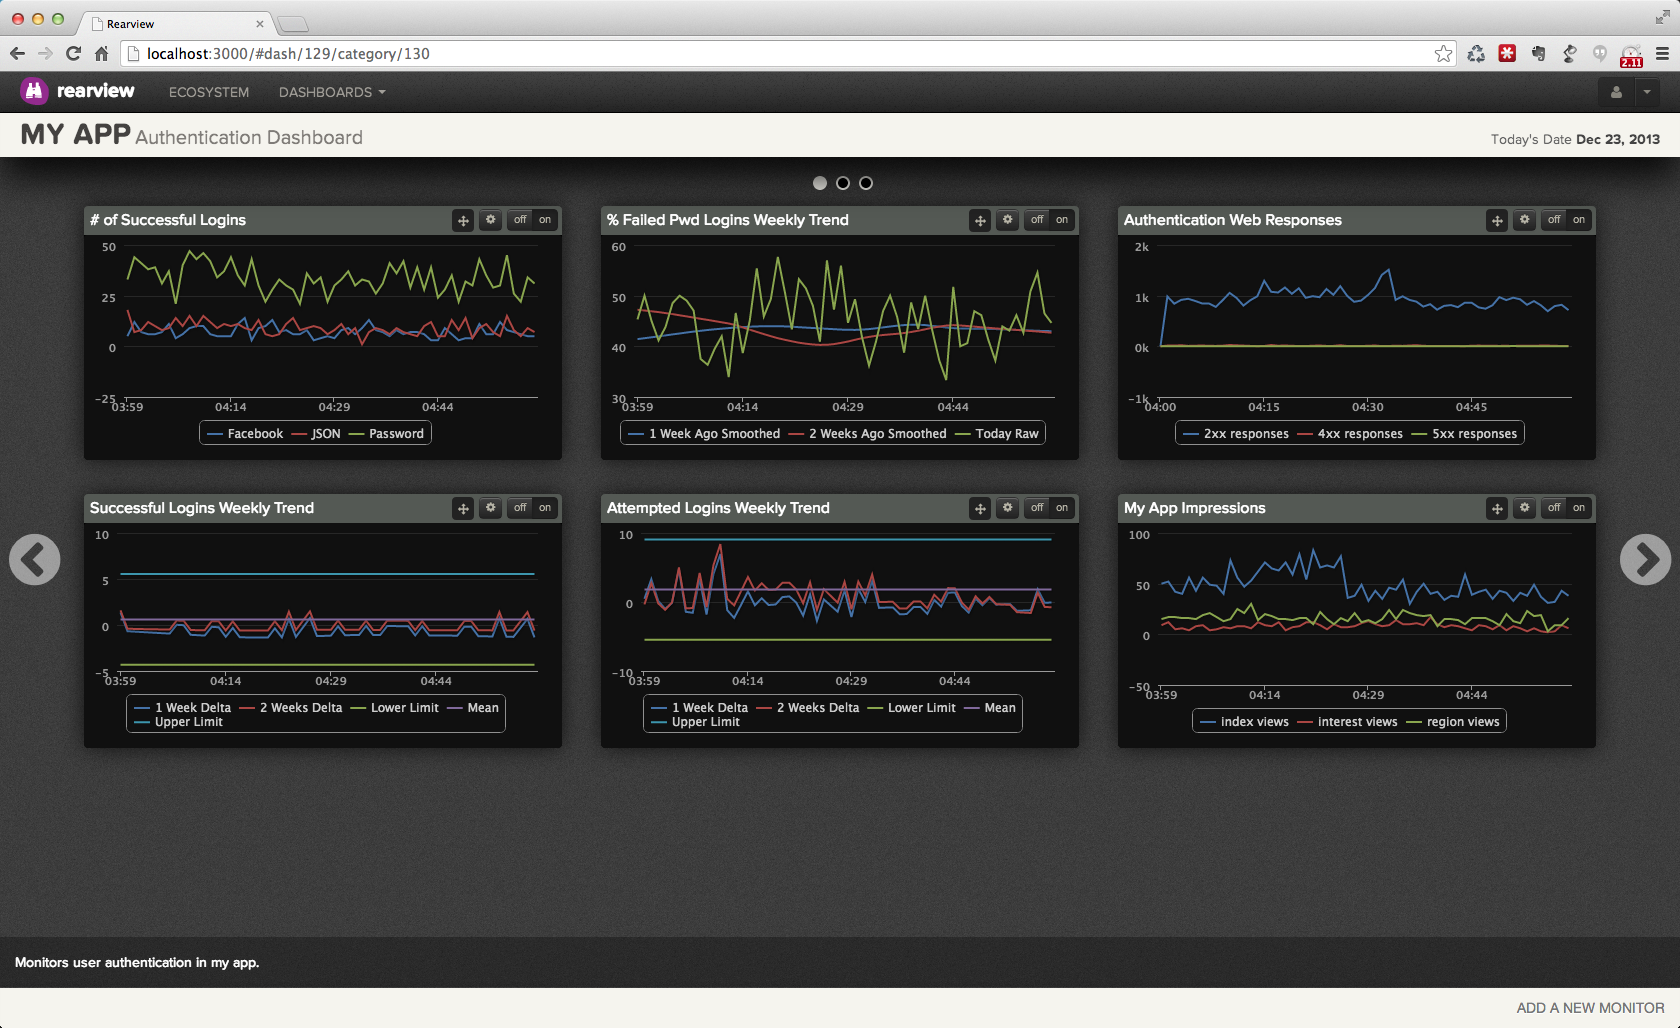 Rearview
localhost:3000/#dash/129/category/130
2.11
rearview ECOSYSTEM DASHBOARDS
MY APP Authentication Dashboard
Today's Date Dec 23, 2013
# of Successful Logins off on
50
25
0
-25
03:59 04:14 04:29 04:44
Facebook JSON Password
% Failed Pwd Logins Weekly Trend off on
60
50
40
30
03:59 04:14 04:29 04:44
1 Week Ago Smoothed 2 Weeks Ago Smoothed Today Raw
Authentication Web Responses off on
2k
1k
0k
-1k
04:00 04:15 04:30 04:45
2xx responses 4xx responses 5xx responses
Successful Logins Weekly Trend off on
10
5
0
-5
03:59 04:14 04:29 04:44
1 Week Delta 2 Weeks Delta Lower Limit Mean
Upper Limit
Attempted Logins Weekly Trend off on
10
0
-10
03:59 04:14 04:29 04:44
1 Week Delta 2 Weeks Delta Lower Limit Mean
Upper Limit
My App Impressions off on
100
50
0
-50
03:59 04:14 04:29 04:44
index views interest views region views
Monitors user authentication in my app.
ADD A NEW MONITOR